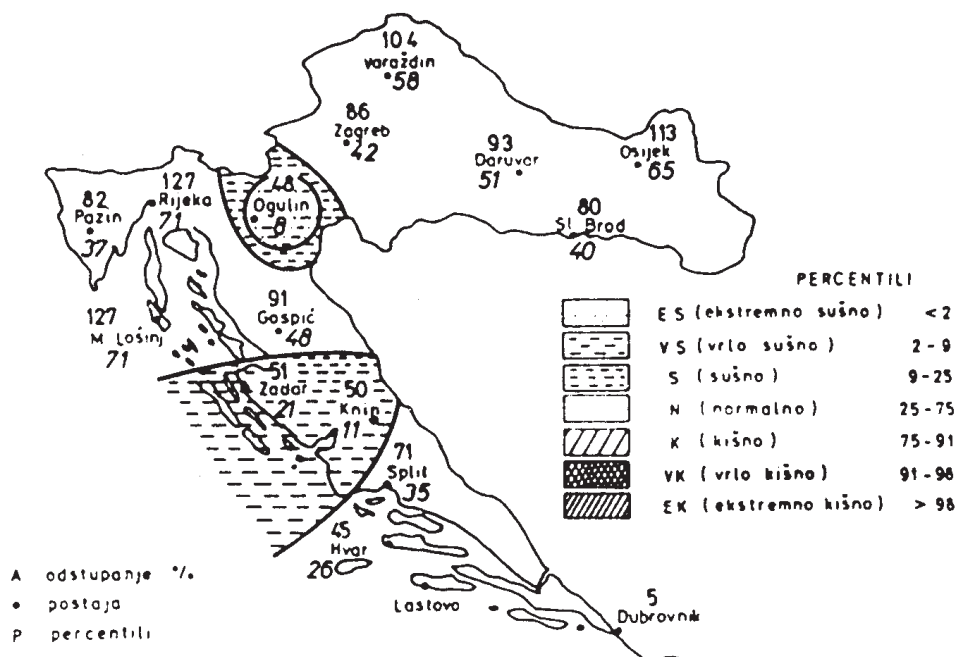 104
Varaždin
58
86
Zagreb
42
93
Daruvar
51
113
Osijek
65
80
Sl. Brod
40
127
Rijeka
71
82
Pazin
37
48
Ogulin
8
127
M. Lošinj
71
91
Gospić
48
51
Zadar
21
50
Knin
11
71
Split
35
45
Hvar
26
Lastovo
5
Dubrovnik
PERCENTILI
ES (ekstremno sušno) <2
VS (vrlo sušno) 2-9
S (sušno) 9-25
N (normalno) 25-75
K (kišno) 75-91
VK (vrlo kišno) 91-98
EK (ekstremno kišno) >98
A odstupanje %
• postaja
P percentili